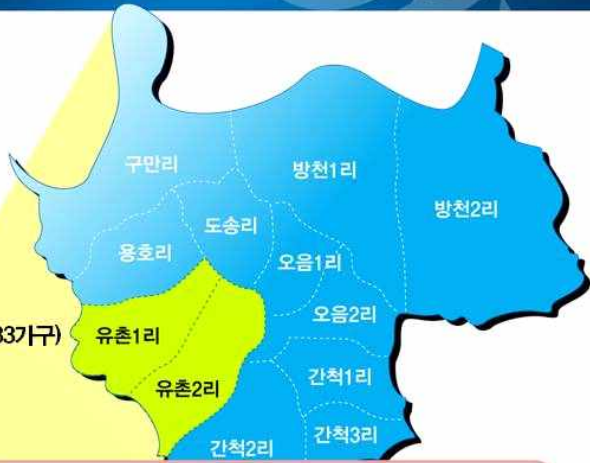 구만리
방천1리
방천2리
도송리
용호리
오음1리
오음2리
33가구)
유촌1리
간척1리
유촌2리
간척3리
간척2리